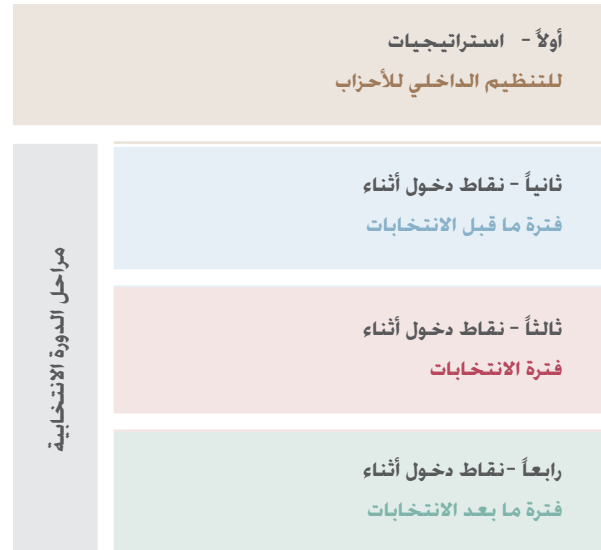 أولاً - استراتيجيات
للتنظيم الداخلي للأحزاب
مراحل الدورة الانتخابية
ثانياً - نقاط دخول أثناء
فترة ما قبل الانتخابات
ثالثاً - نقاط دخول أثناء
فترة الانتخابات
رابعاً -نقاط دخول أثناء
فترة ما بعد الانتخابات